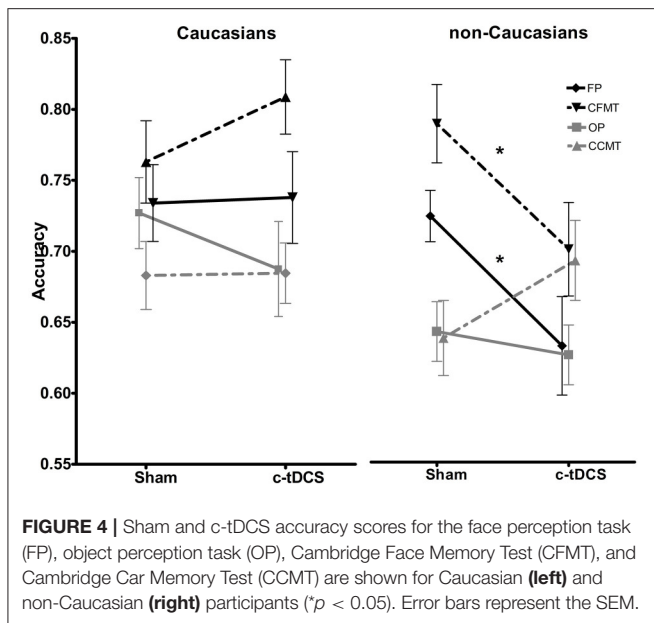 Caucasians
non-Caucasians
0.85
0.80
0.75
0.70
0.65
0.60
0.55
Accuracy
FP
CFMT
OP
CCMT
*
*
Sham
c-tDCS
Sham
c-tDCS
FIGURE 4 | Sham and c-tDCS accuracy scores for the face perception task
(FP), object perception task (OP), Cambridge Face Memory Test (CFMT), and
Cambridge Car Memory Test (CCMT) are shown for Caucasian (left) and
non-Caucasian (right) participants (*p < 0.05). Error bars represent the SEM.